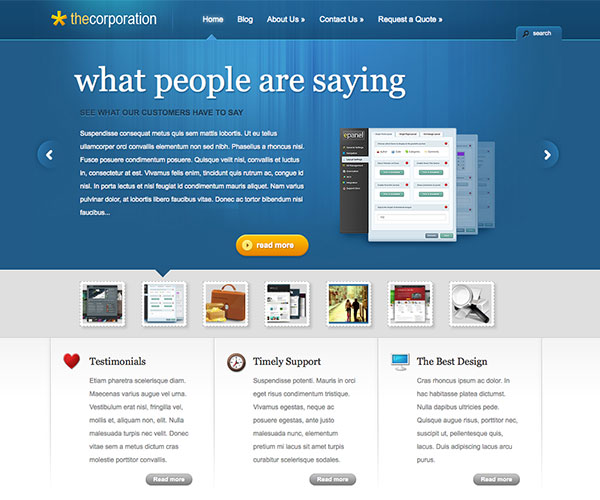 thecorporation
Home Blog About Us » Contact Us » Request a Quote »
search
what people are saying
SEE WHAT OUR CUSTOMERS HAVE TO SAY
Suspendisse consequat metus quis sem mattis lobortis. Ut eu tellus
ullamcorper orci convallis elementum non sed nibh. Phasellus a rhoncus nisl.
Fusce posuere condimentum posuere. Quisque velit nisi, convallis et luctus
in, consectetur at est. Vivamus felis enim, tincidunt quis rutrum ac, congue id
nisl. In porta lectus et nisl feugiat id condimentum mauris aliquet. Nam varius
pulvinar dolor, at lobortis libero faucibus vitae. Donec ac tortor bibendum nisi
faucibus...
epanel
read more
Testimonials
Etiam pharetra scelerisque diam.
Maecenas varius augue vel urna.
Vestibulum erat nisl, fringilla vel,
mollis et, aliquam non, elit. Nulla
malesuada turpis nec velit. Donec
vitae sem a metus dictum cras
molestie porttitor convallis.
Read more
Timely Support
Suspendisse potenti. Mauris in orci
eget risus condimentum tristique.
Vivamus egestas, neque ac
posuere egestas, ante justo
malesuada nunc, elementum
pretium mi lacus sit amet turpis
curabitur scelerisque sodales.
Read more
The Best Design
Cras rhoncus ipsum ac dolor. In
hac habitasse platea dictumst.
Nulla dapibus ultricies pede.
Quisque augue risus, porttitor nec,
suscipit ut, pellentesque quis,
lacus. Duis adipiscing lacus arcu
purus.
Read more